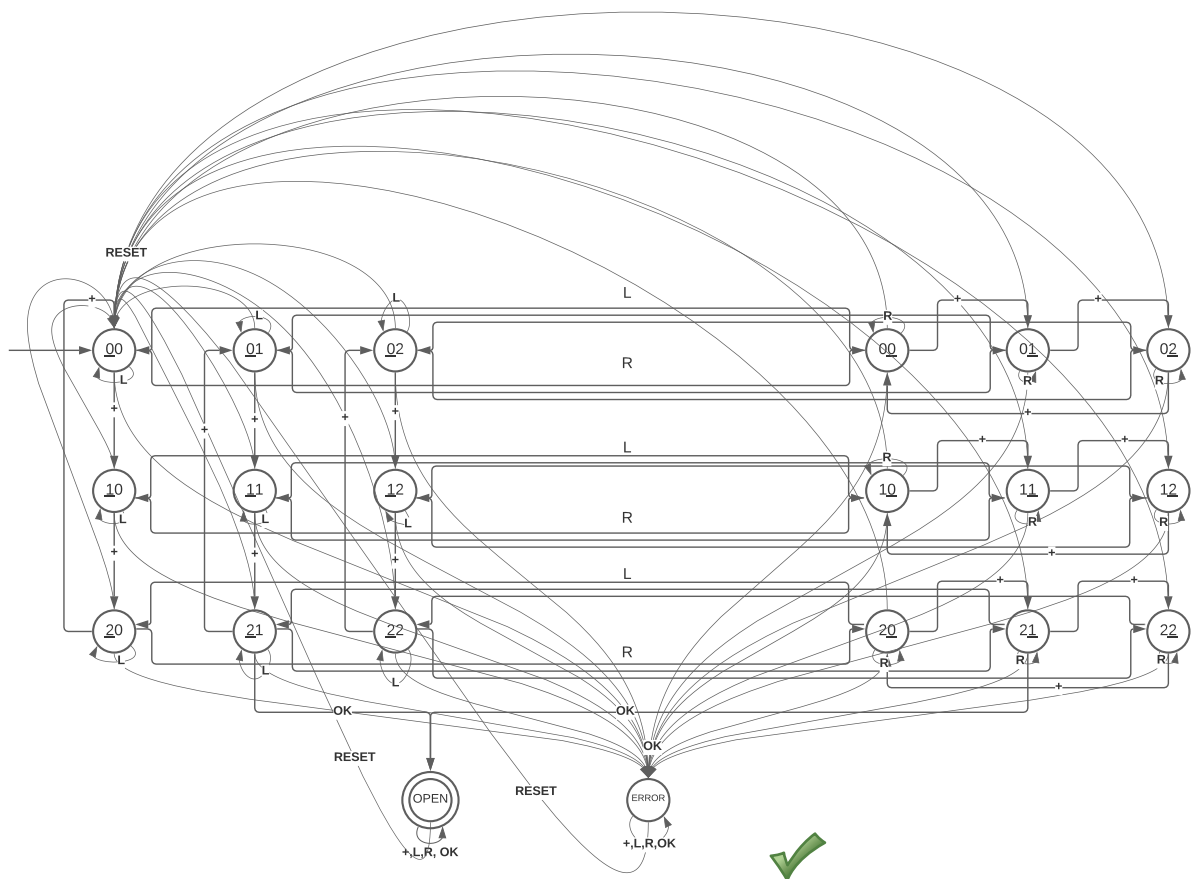 L
RESET
L
+
+
+
L
R
00
01
02
R
00
01
02
L
R
R
R
+
+
+
+
+
+
L
+
+
R
10
11
12
10
11
12
L
L
L
R
R
R
+
+
+
+
L
+
+
20
21
22
20
21
22
R
L
L
L
R
R
R
+
OK
OK
OK
RESET
RESET
OPEN
ERROR
+,L,R, OK
+,L,R,OK